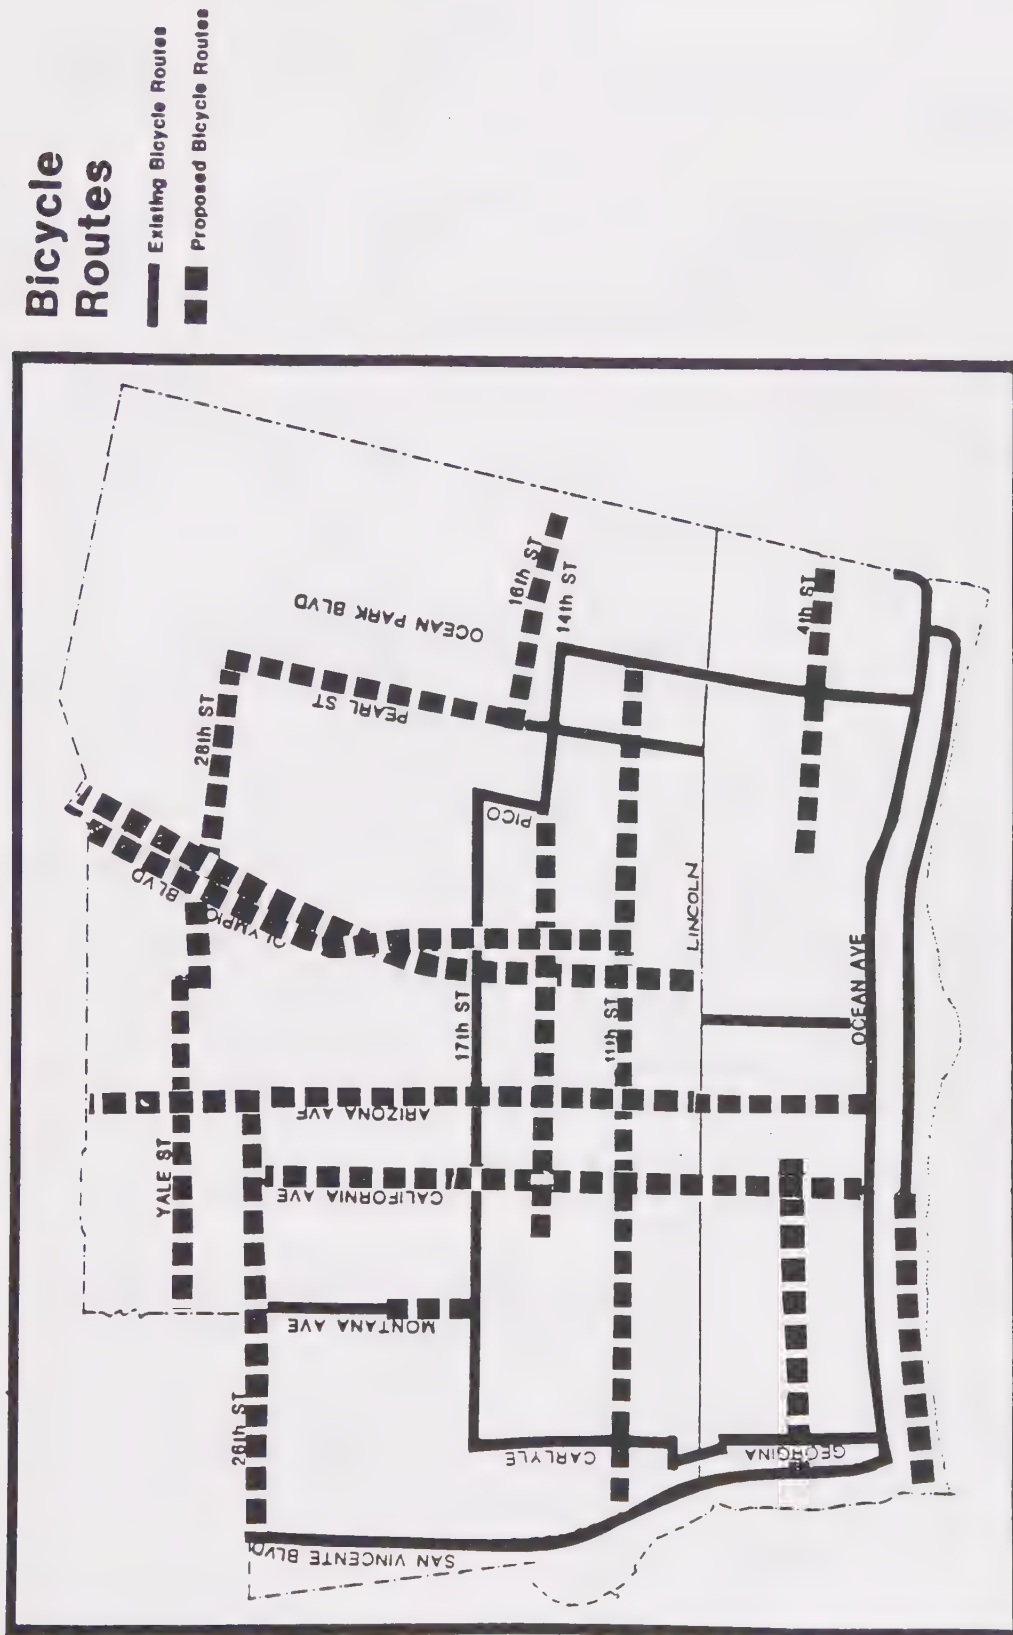 Bicycle
Routes
Existing Bicycle Routes
Proposed Bicycle Routes
OCEAN PARK BLVD
16th ST
14th ST
4th ST
PEARL ST
28th ST
PICO
OLYMPIC BLVD
LINCOLN
17th ST
11th ST
OCEAN AVE
ARIZONA AVE
YALE ST
CALIFORNIA AVE
MONTANA AVE
26th ST
CARLYLE
GEORGINA
SAN VINCENTE BLVD